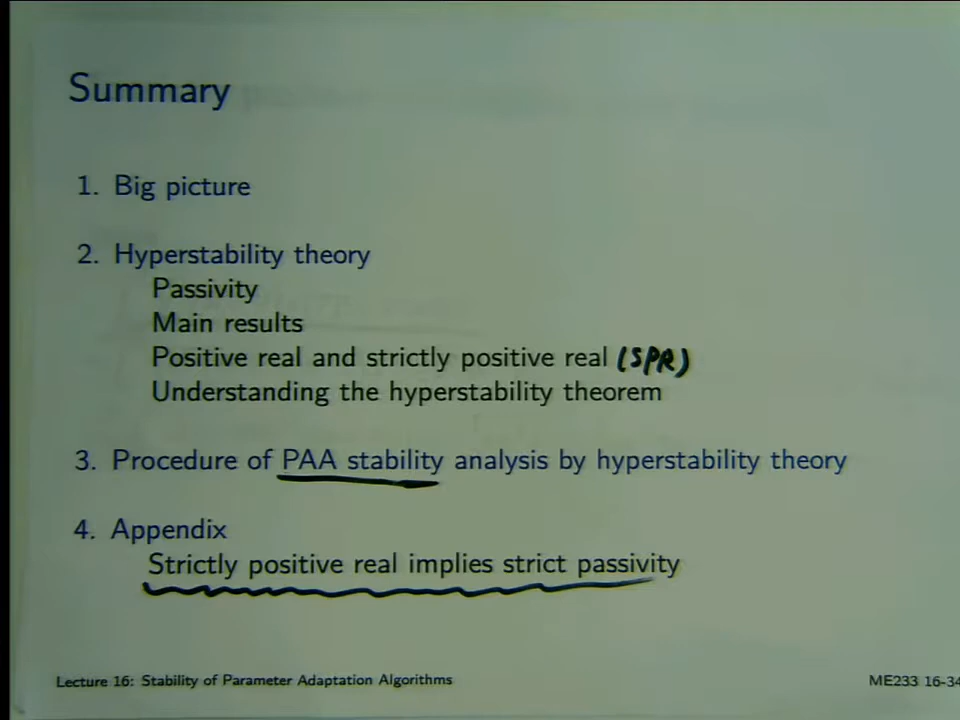 Summary
1. Big picture
2. Hyperstability theory
Passivity
Main results
Positive real and strictly positive real (SPR)
Understanding the hyperstability theorem
3. Procedure of PAA stability analysis by hyperstability theory
4. Appendix
Strictly positive real implies strict passivity
Lecture 16: Stability of Parameter Adaptation Algorithms
ME233 16-34